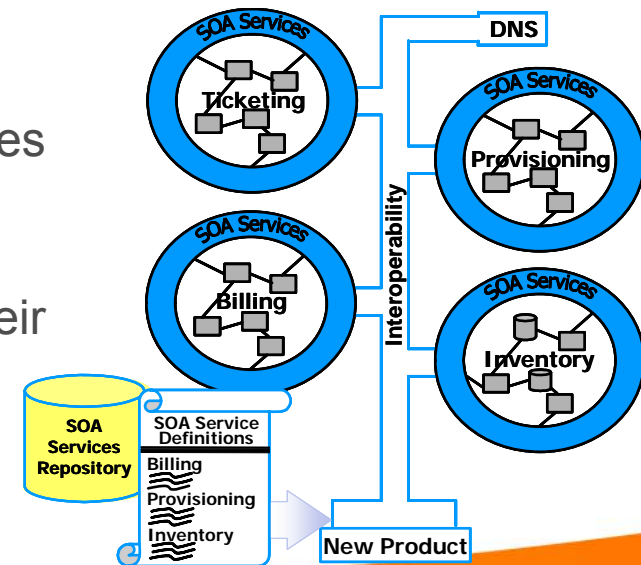 es
eir
SOA Services
Ticketing
DNS
SOA Services
Provisioning
SOA Services
Billing
Interoperability
SOA Services
Inventory
SOA
Services
Repository
SOA Service
Definitions
Billing
Provisioning
Inventory
New Product